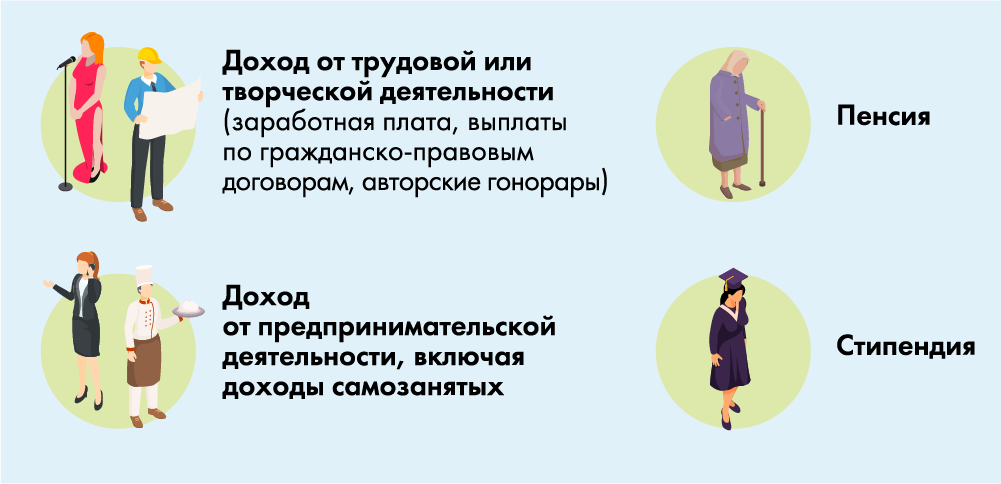 Доход от трудовой или
творческой деятельности
(заработная плата, выплаты
по гражданско-правовым
договорам, авторские гонорары)
Пенсия
Доход
от предпринимательской
деятельности, включая
доходы самозанятых
Стипендия